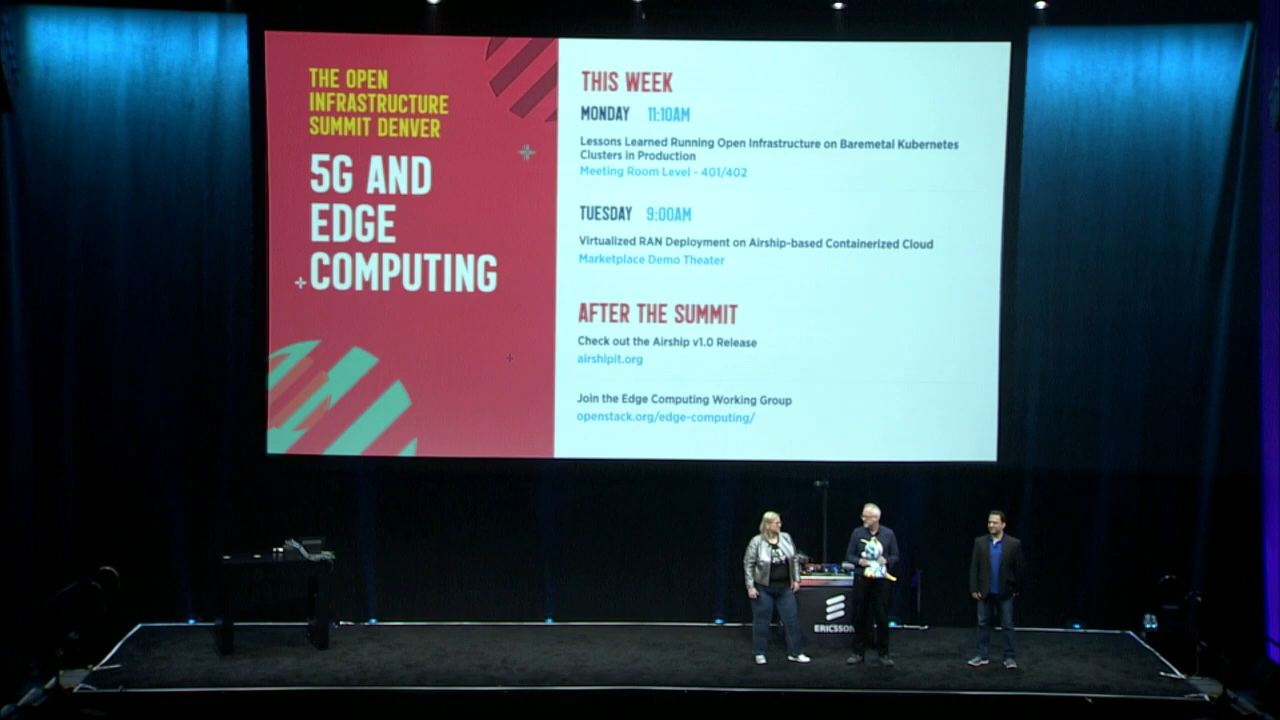 THE OPEN
INFRASTRUCTURE
SUMMIT DENVER
5G AND
EDGE
COMPUTING
THIS WEEK
MONDAY 11:10AM
Lessons Learned Running Open Infrastructure on Baremetal Kubernetes
Clusters in Production
Meeting Room Level - 401/402
TUESDAY 9:00AM
Virtualized RAN Deployment on Airship-based Containerized Cloud
Marketplace Demo Theater
AFTER THE SUMMIT
Check out the Airship v1.0 Release
airshipit.org
Join the Edge Computing Working Group
openstack.org/edge-computing/
ERICSSON